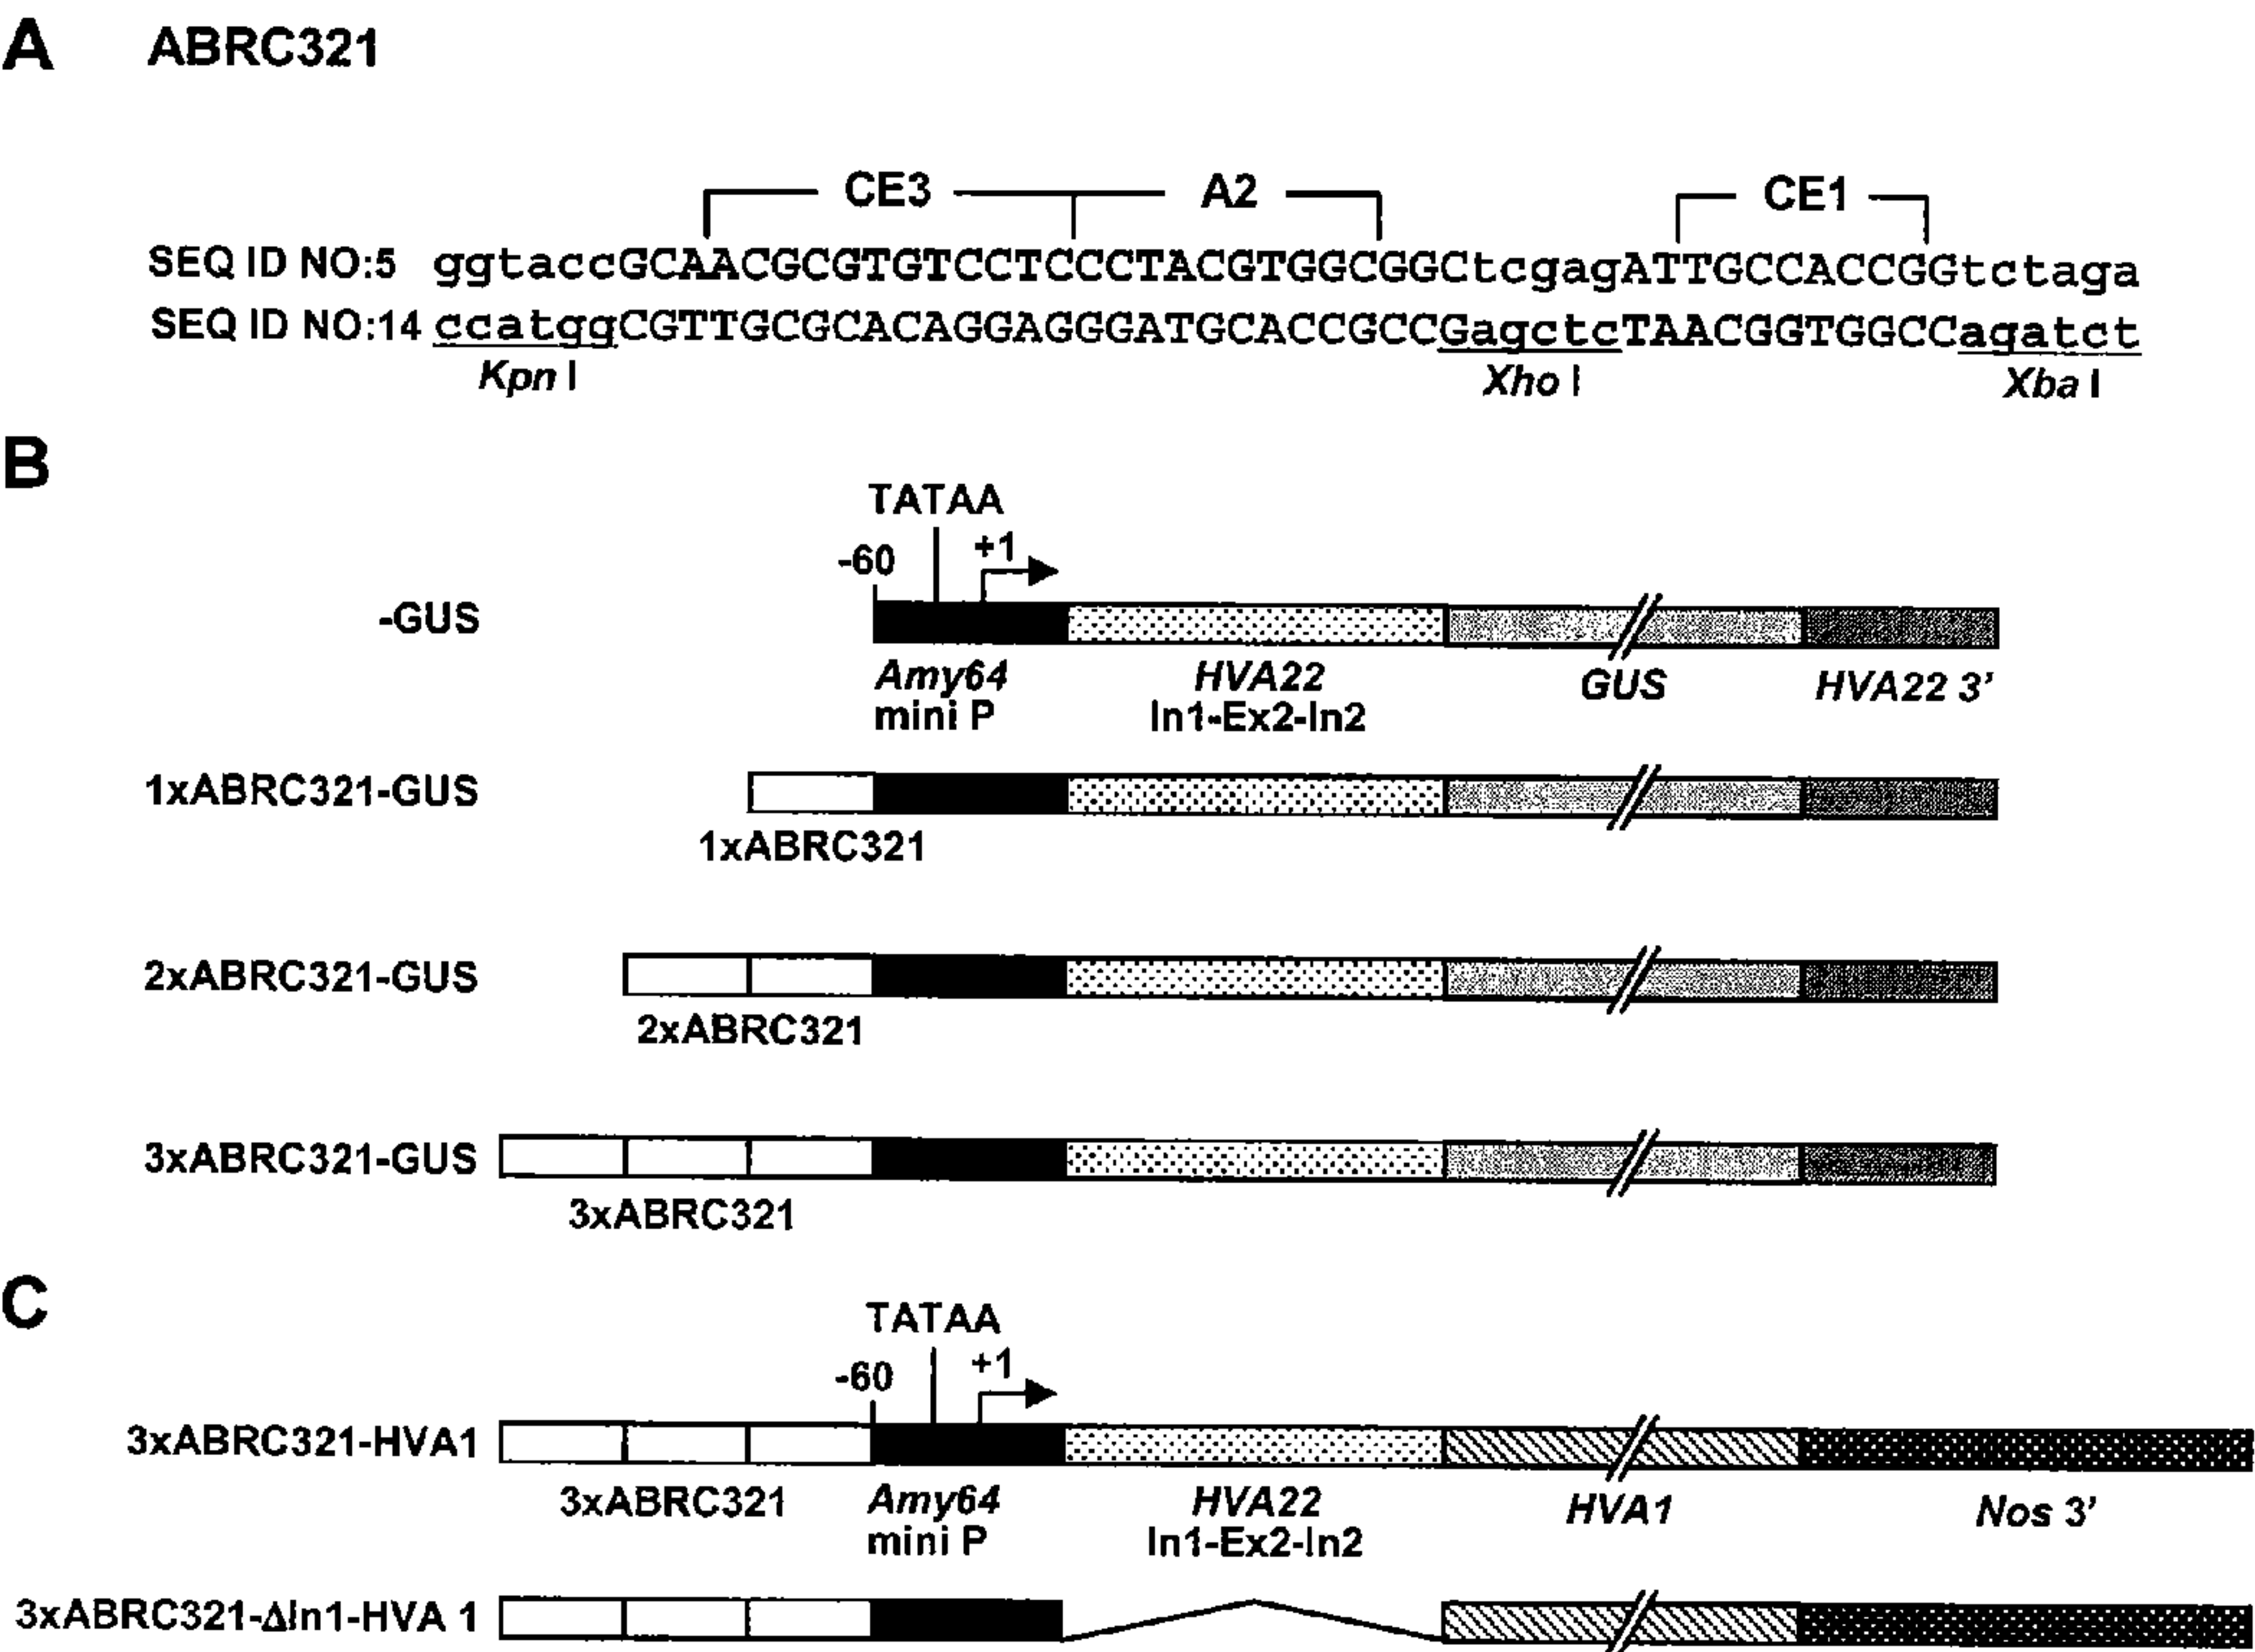 A ABRC321
CE3 A2 CE1
SEQ ID NO:5 ggtaccGCAACGCGTGTCCTCCCTACGTGGCGGCtcgagATTGCCACCGGtctaga
SEQ ID NO:14 ccatggCGTTGCGCACAGGAGGGATGCACCGCCGagctcTAACGGTGGCCagatct
Kpn I Xho I Xba I
B
TATAA
-60 +1
-GUS
Amy64 HVA22 GUS HVA22 3'
mini P In1-Ex2-In2
1xABRC321-GUS
1xABRC321
2xABRC321-GUS
2xABRC321
3xABRC321-GUS
3xABRC321
C
TATAA
-60 +1
3xABRC321-HVA1
3xABRC321 Amy64 HVA22 HVA1 Nos 3'
mini P In1-Ex2-In2
3xABRC321-ΔIn1-HVA 1